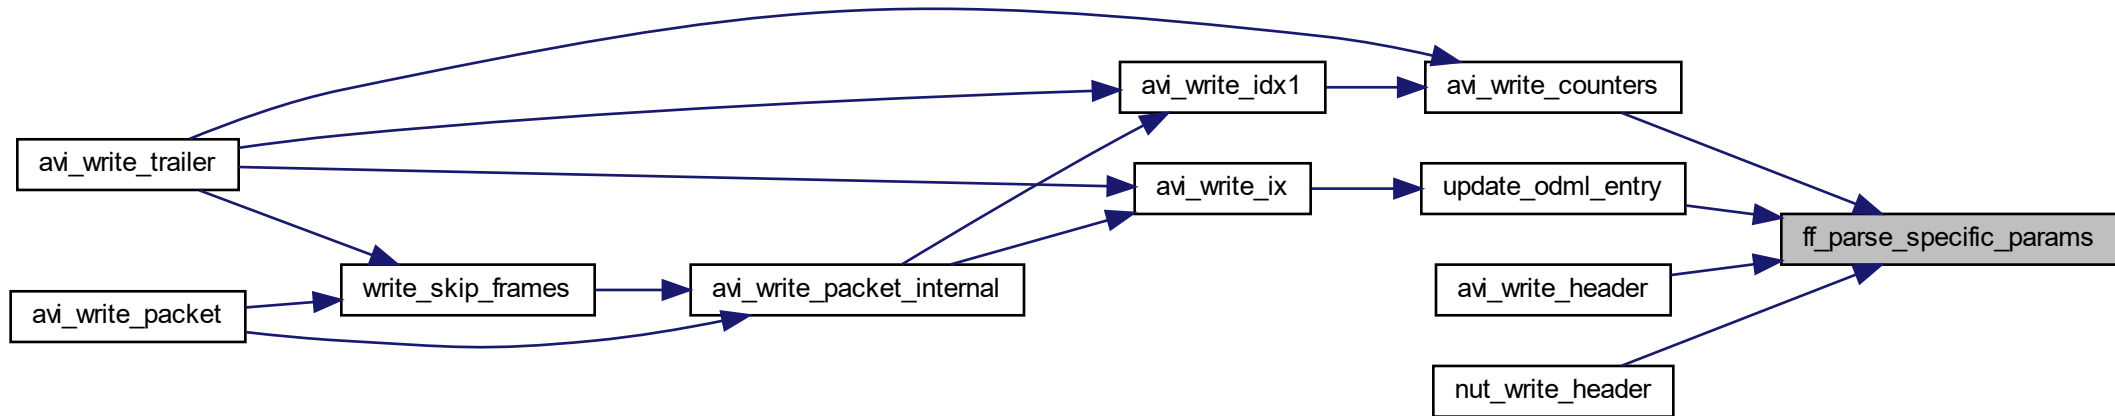 avi_write_idx1
avi_write_counters
avi_write_trailer
avi_write_ix
update_odml_entry
ff_parse_specific_params
write_skip_frames
avi_write_packet_internal
avi_write_header
avi_write_packet
nut_write_header